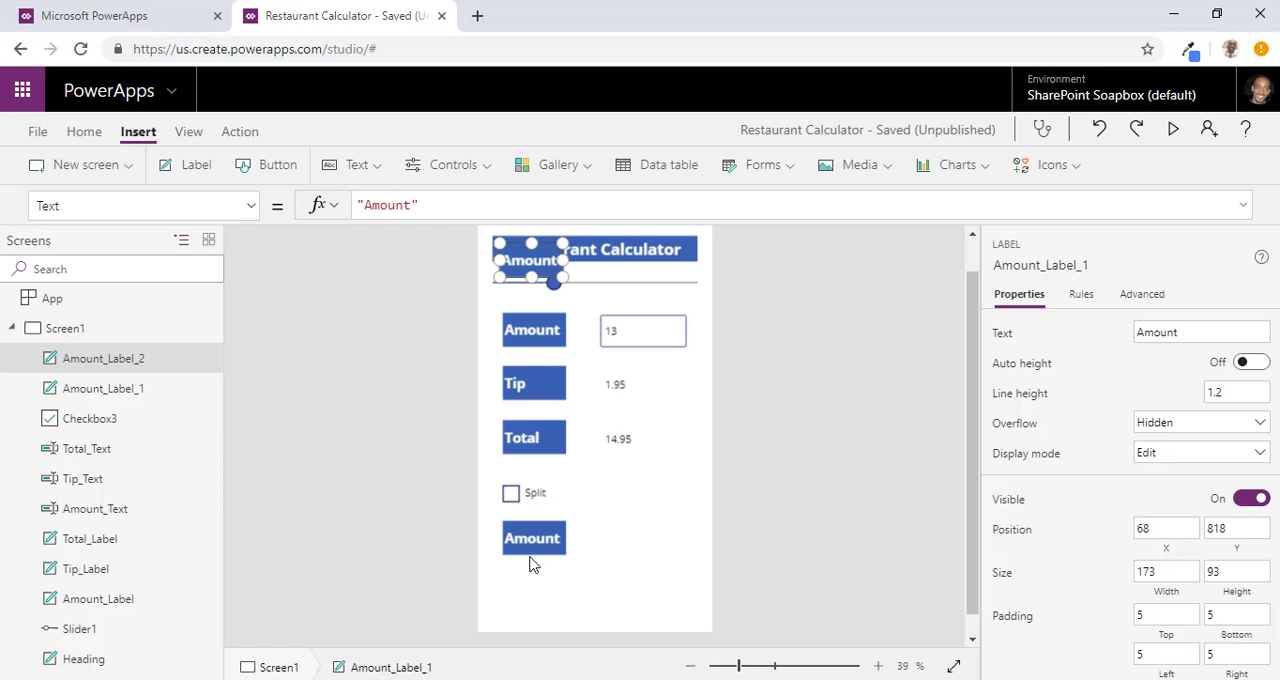 Microsoft PowerApps
Restaurant Calculator - Saved (U
https://us.create.powerapps.com/studio/#
PowerApps
Environment
SharePoint Soapbox (default)
File Home Insert View Action
Restaurant Calculator - Saved (Unpublished)
New screen Label Button Text Controls Gallery Data table Forms Media Charts Icons
Text = fx "Amount"
Screens
Search
App
Screen1
Amount_Label_2
Amount_Label_1
Checkbox3
Total_Text
Tip_Text
Amount_Text
Total_Label
Tip_Label
Amount_Label
Slider1
Heading
Amount rant Calculator
Amount 13
Tip 1.95
Total 14.95
Split
Amount
Screen1 Amount_Label_1
39 %
LABEL
Amount_Label_1
Properties Rules Advanced
Text Amount
Auto height Off
Line height 1.2
Overflow Hidden
Display mode Edit
Visible On
Position 68 818
X Y
Size 173 93
Width Height
Padding 5 5
Top Bottom
5 5
Left Right